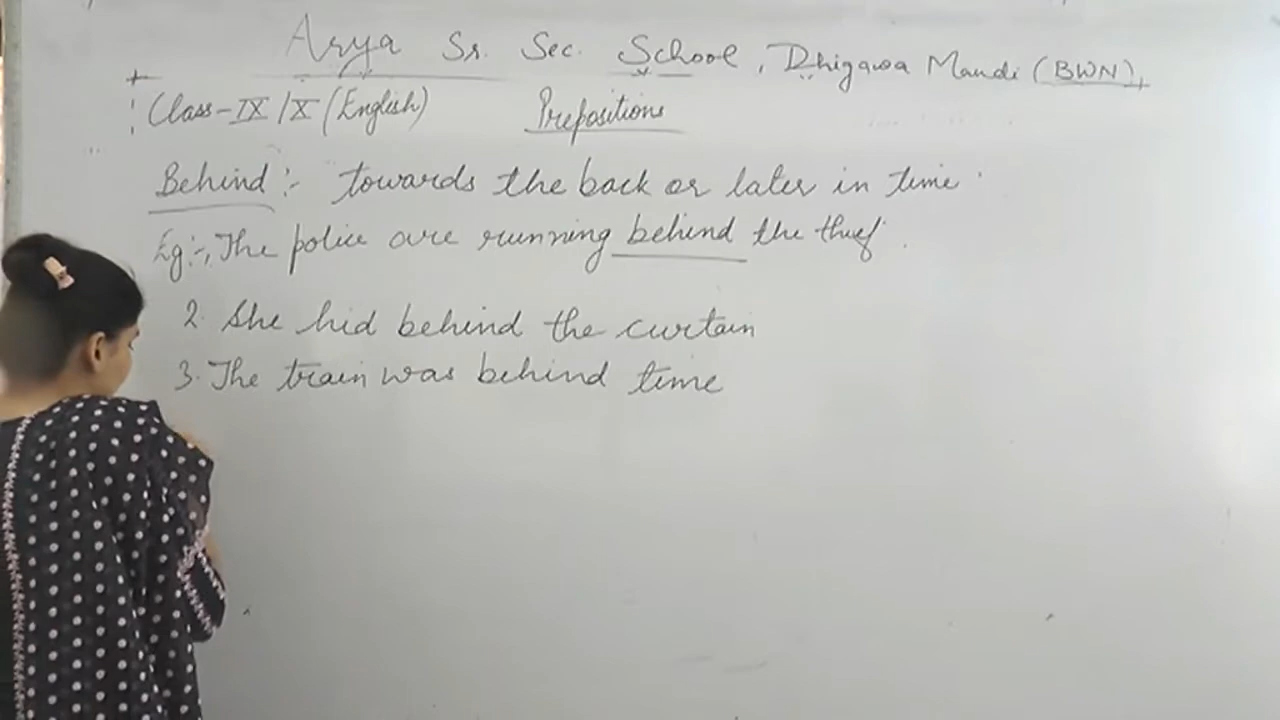 Arya Sr. Sec. School, Dhigawa Mandi (BWN)
Class-IX/X (English) Prepositions
Behind :- towards the back or later in time.
Eg:-, The police are running behind the thief.
2. She hid behind the curtain
3. The train was behind time